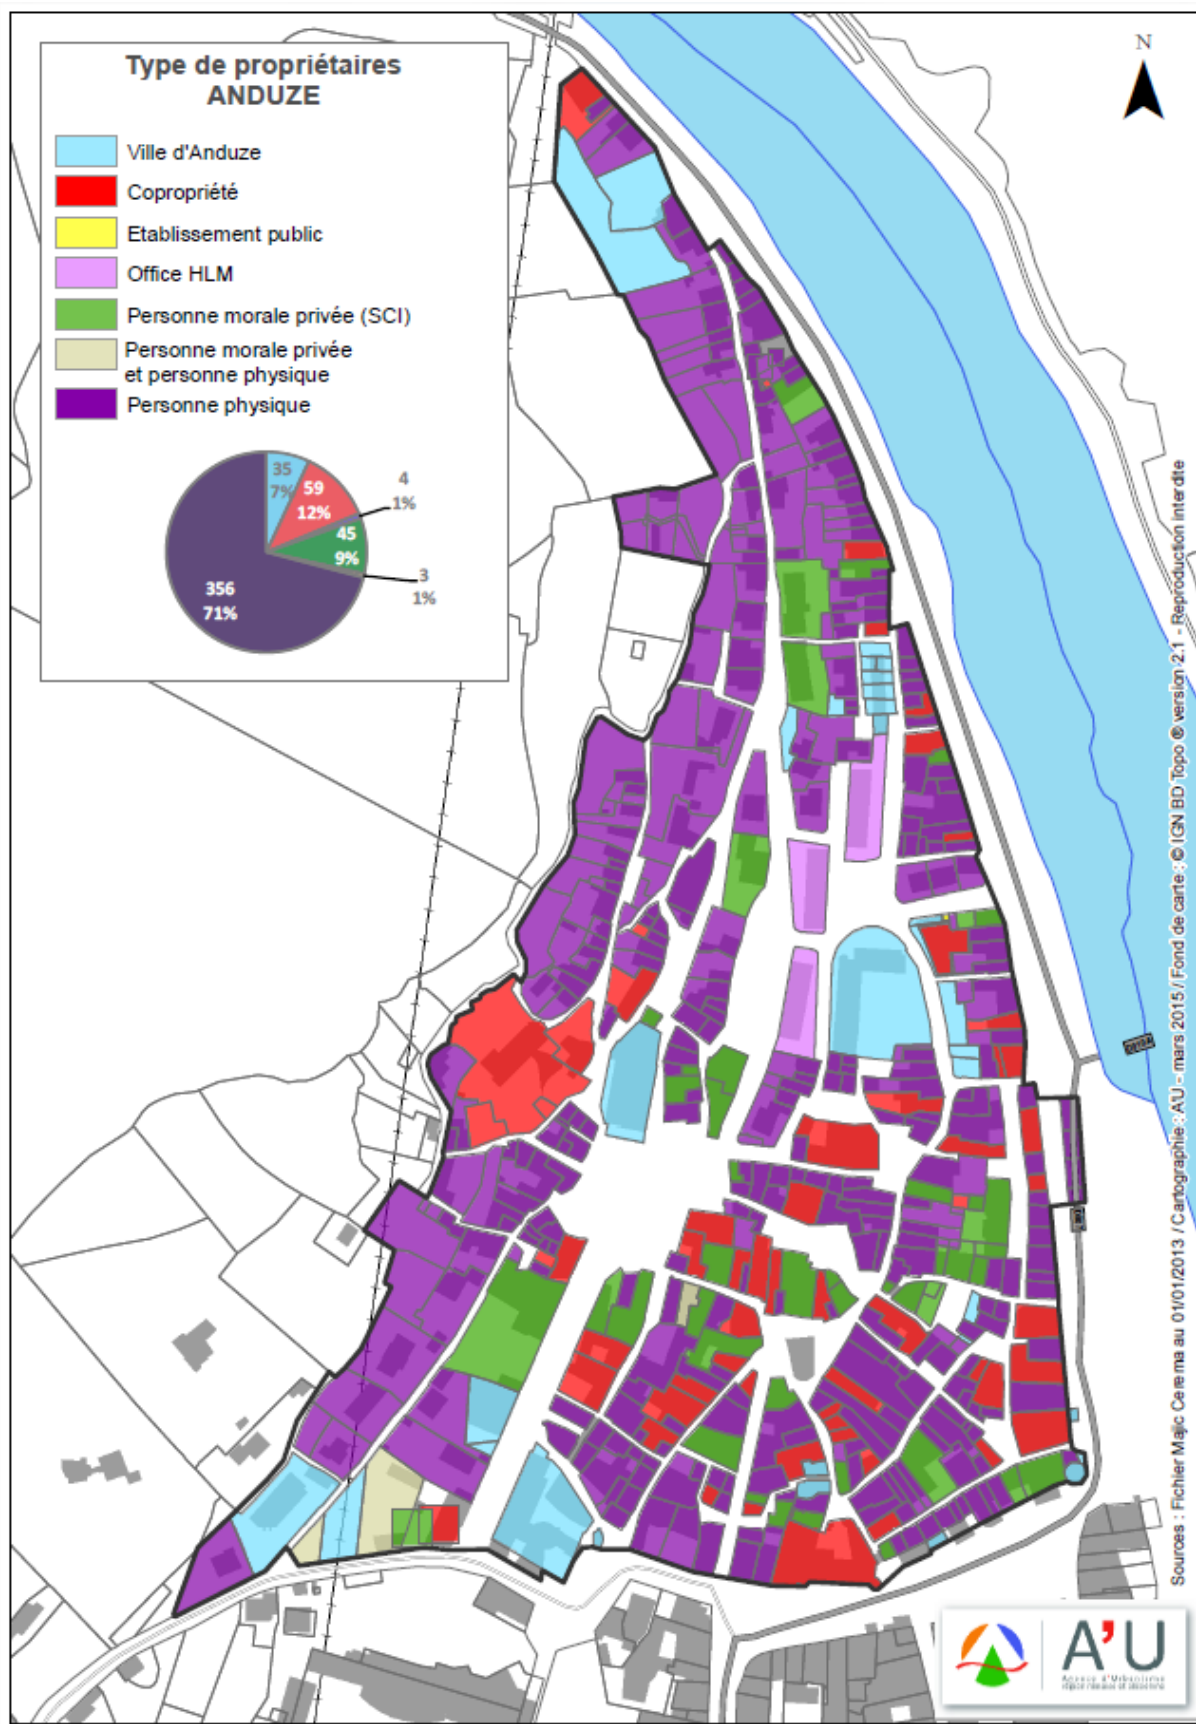 Type de propriétaires
ANDUZE
Ville d'Anduze
Copropriété
Etablissement public
Office HLM
Personne morale privée (SCI)
Personne morale privée
et personne physique
Personne physique
35
7%
59
12%
4
1%
45
9%
3
1%
356
71%
N
Sources : Fichier Majic Cerema au 01/01/2013 / Cartographie : AU - mars 2015 / Fond de carte : © IGN BD Topo ® version 2.1 - Reproduction interdite
A'U
Agence d'Urbanisme